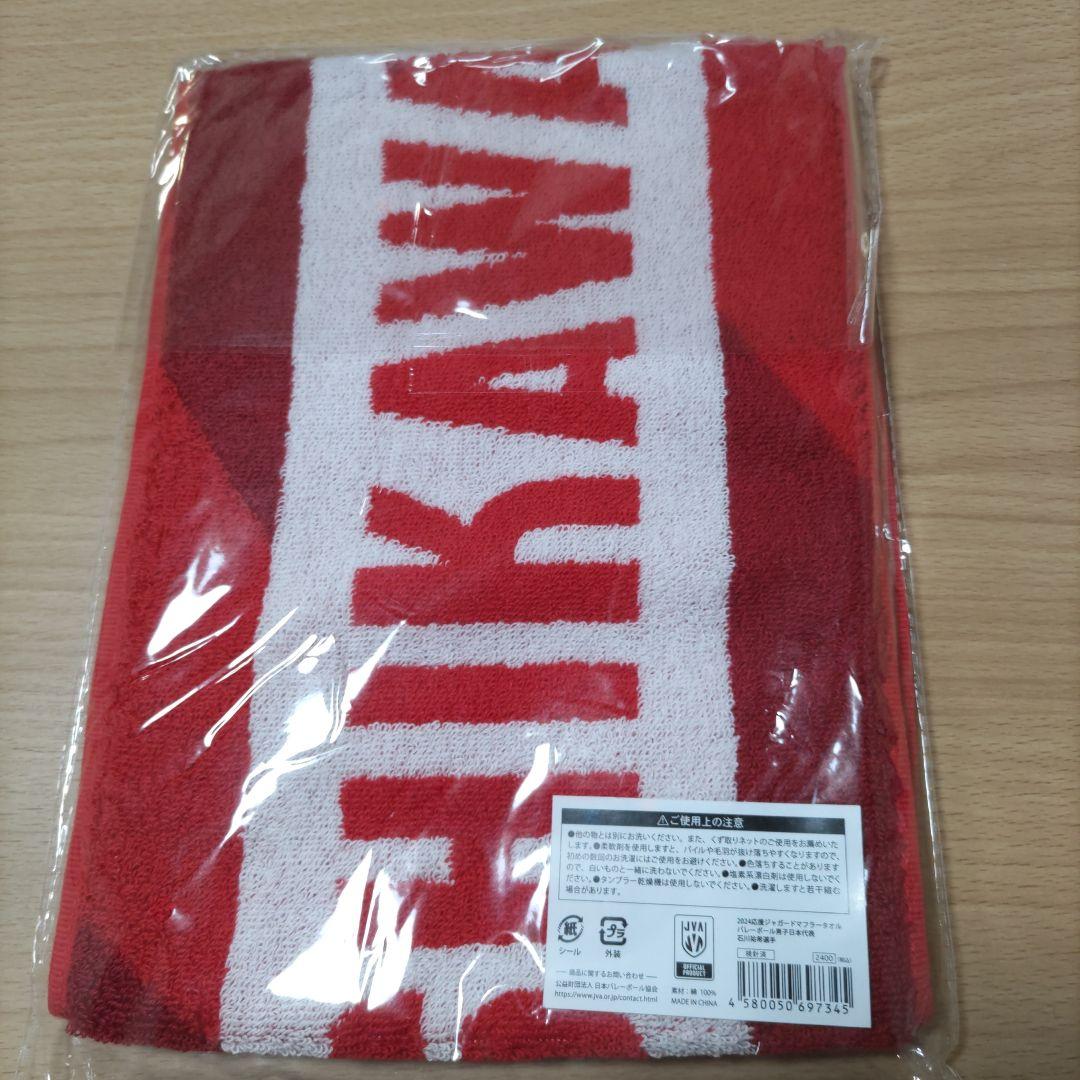 HIKAWA
⚠ご使用上の注意
●他の物とは別にお洗いください。また、くず取りネットのご使用をお薦めいた
します。●柔軟剤を使用しますと、パイルや毛羽が抜け落ちやすくなりますので、
初めの数回のお洗濯にはご使用をお避けください。●色落ちすることがあります
ので、白いものと一緒に洗わないでください。●塩素系漂白剤は使用しないでく
ださい。●タンブラー乾燥機は使用しないでください。●洗濯しますと若干縮む
場合があります。
紙
シール
プラ
外装
JVA
OFFICIAL
PRODUCT
2024応援ジャガードマフラータオル
バレーボール男子日本代表
石川祐希選手
検針済
2400 (税込)
商品に関するお問い合わせ
公益財団法人 日本バレーボール協会
https://www.jva.or.jp/contact.html
素材：綿 100%
MADE IN CHINA
4 580050 697345